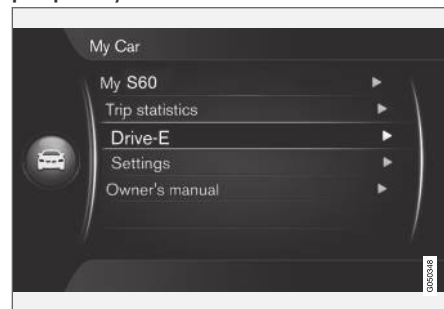 My Car
My S60
Trip statistics
Drive-E
Settings
Owner's manual
G050348